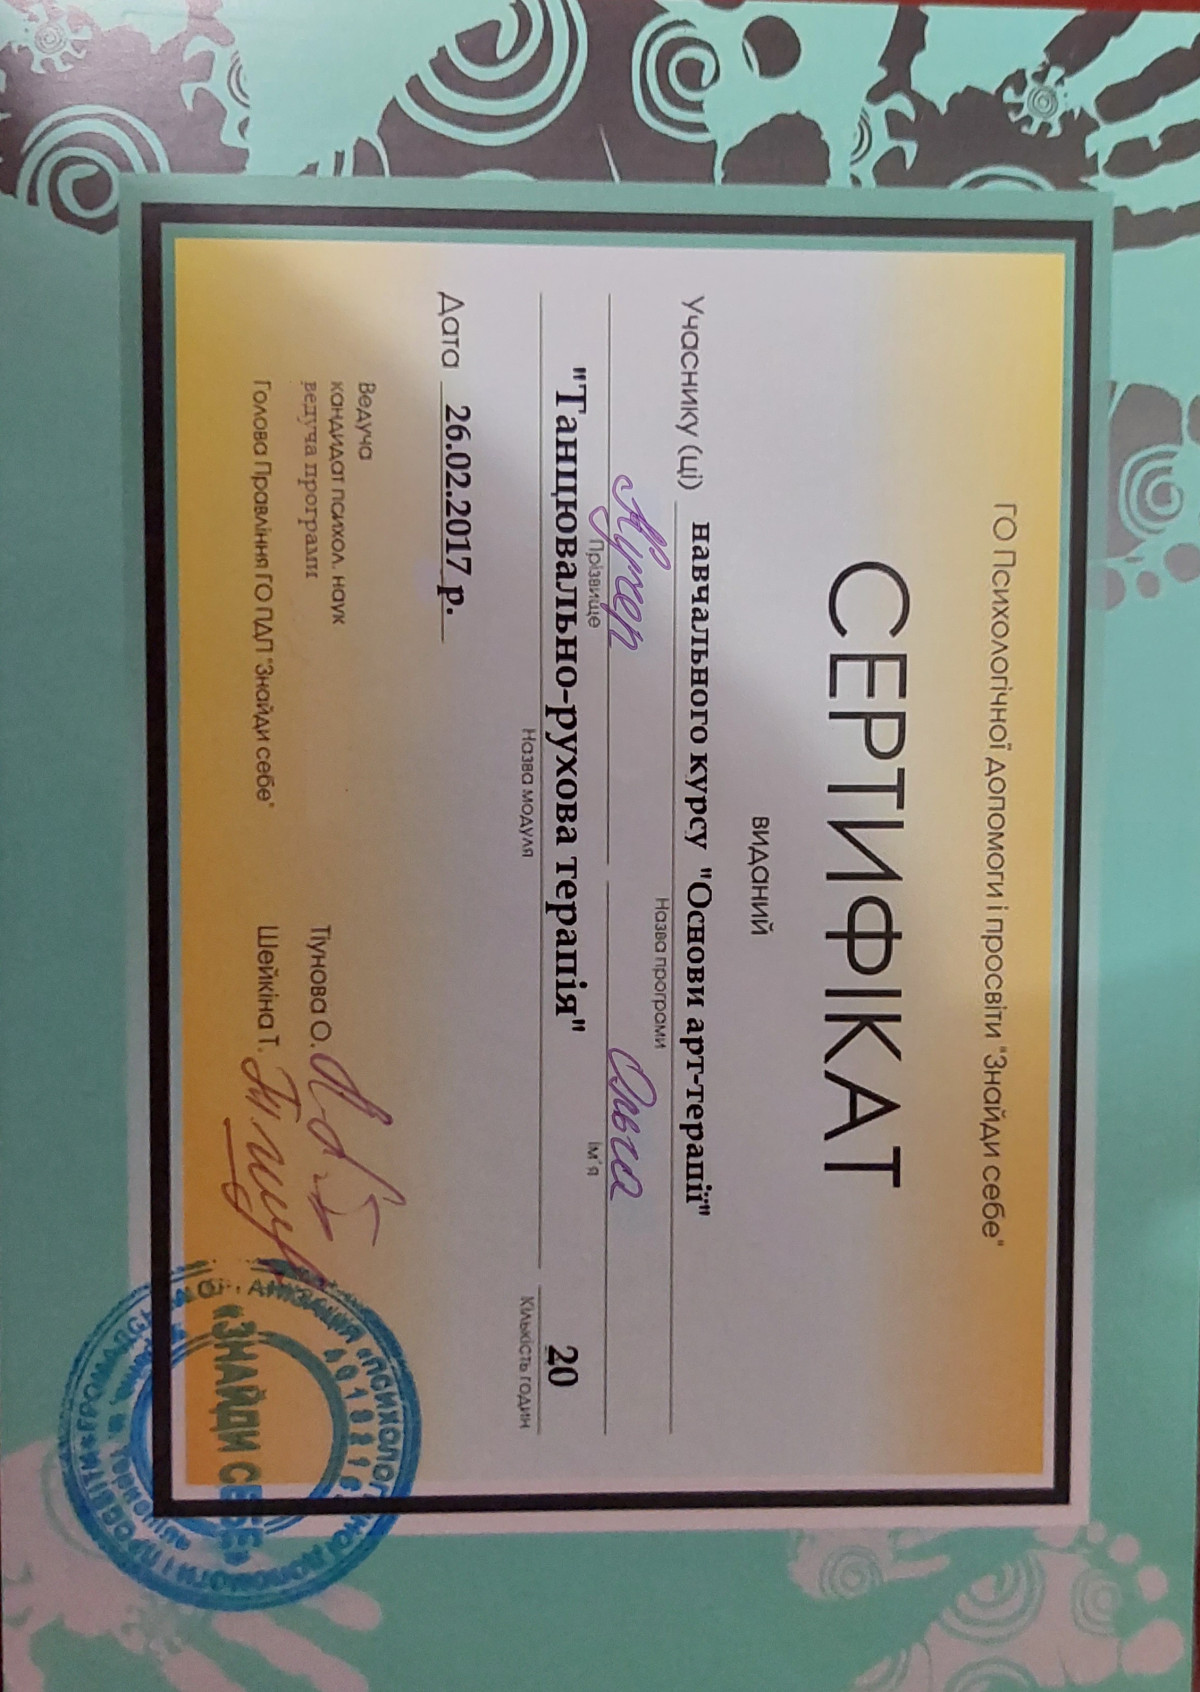 ГО Психологічної допомоги і просвіти "Знайди себе"
СЕРТИФІКАТ
виданий
Учаснику (ці) навчального курсу "Основи арт-терапії"
Назва програми
Ольга
Прізвище ім'я
"Танцювально-рухова терапія" 20
Назва модуля Кількість годин
Дата 26.02.2017 р.
Ведуча
кандидат психол. наук
ведуча програми Тіунова О.
Голова Правління ГО ПДП "Знайди себе" Шейкіна Т.
«ЗНАЙДИ СЕБЕ»